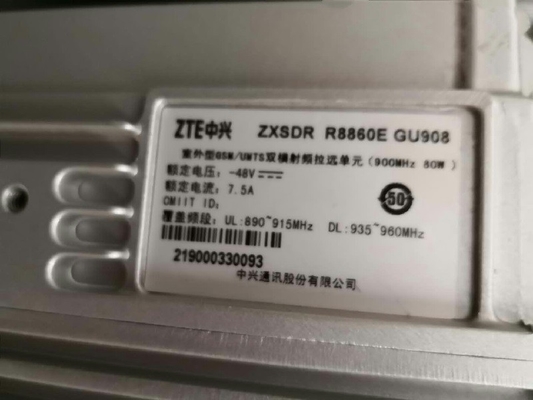 ZTE中兴 ZXSDR R8860E GU908
室外型GSM/UMTS双模射频拉远单元（900MHz 80W）
额定电压: -48V
额定电流: 7.5A
CMIIT ID:
覆盖频段: UL:890~915MHz DL:935~960MHz
50
219000330093
中兴通讯股份有限公司